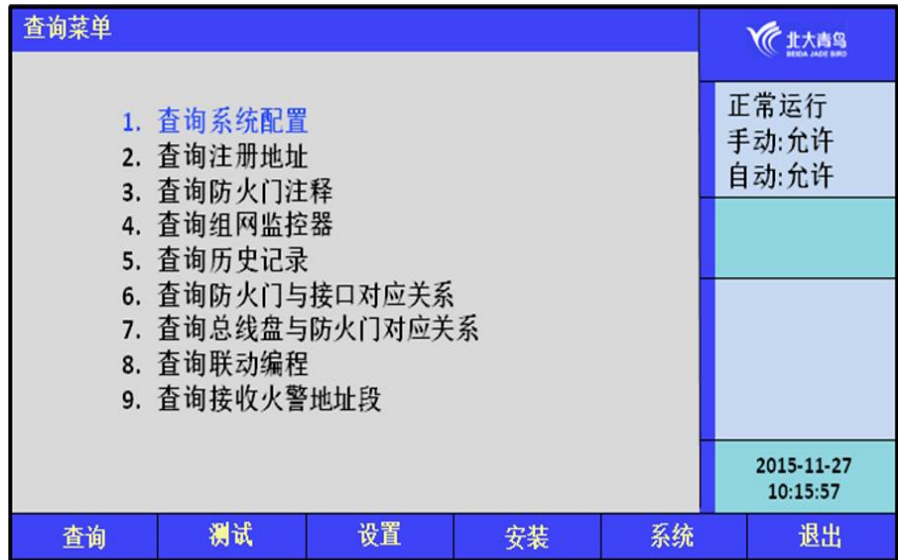 查询菜单
北大青鸟
BEIDA JADE BIRD
1. 查询系统配置
2. 查询注册地址
3. 查询防火门注释
4. 查询组网监控器
5. 查询历史记录
6. 查询防火门与接口对应关系
7. 查询总线盘与防火门对应关系
8. 查询联动编程
9. 查询接收火警地址段
正常运行
手动:允许
自动:允许
2015-11-27
10:15:57
查询 测试 设置 安装 系统 退出